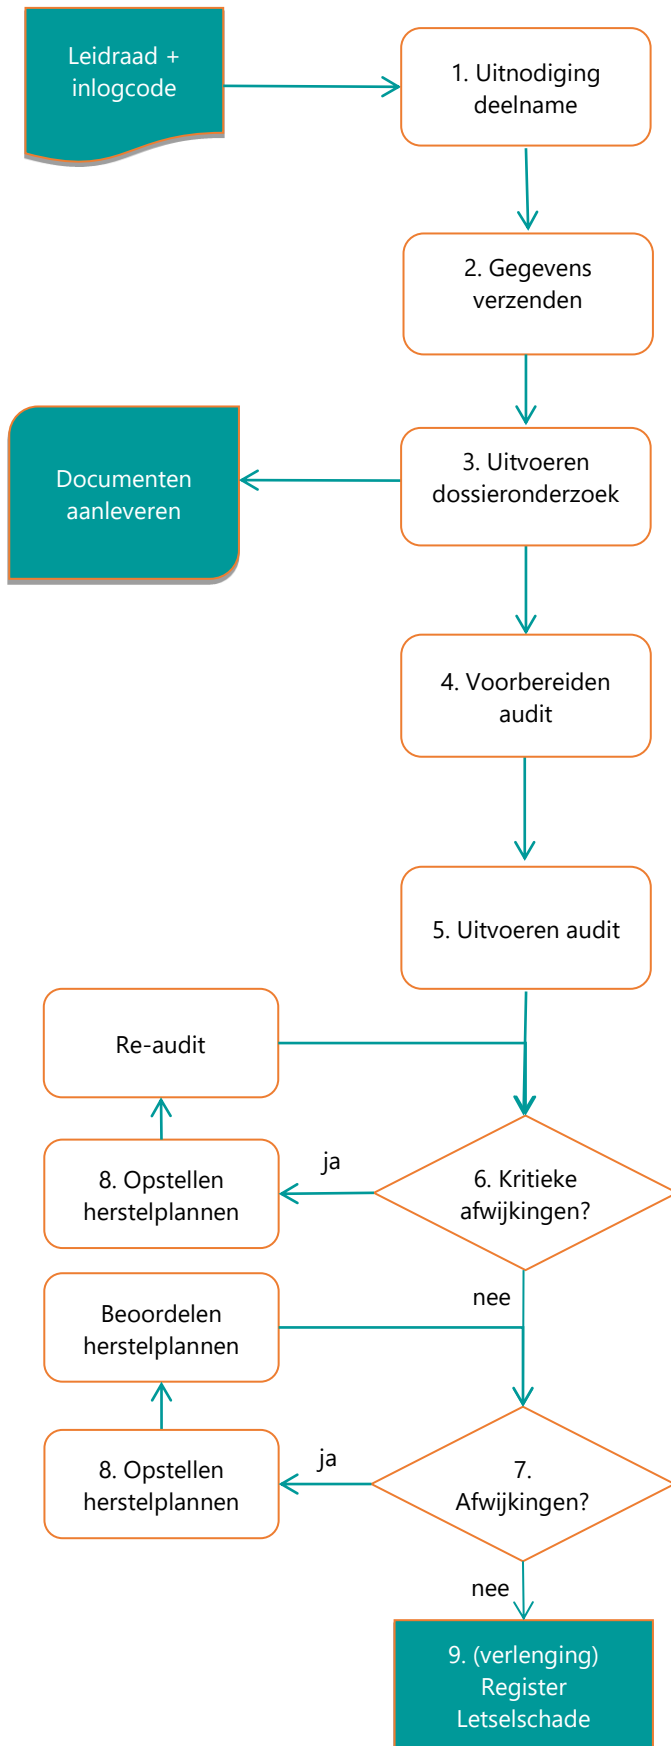 Leidraad +
inlogcode
1. Uitnodiging
deelname
2. Gegevens
verzenden
Documenten
aanleveren
3. Uitvoeren
dossieronderzoek
4. Voorbereiden
audit
5. Uitvoeren audit
Re-audit
8. Opstellen
herstelplannen
ja
6. Kritieke
afwijkingen?
nee
Beoordelen
herstelplannen
8. Opstellen
herstelplannen
ja
7.
Afwijkingen?
nee
9. (verlenging)
Register
Letselschade